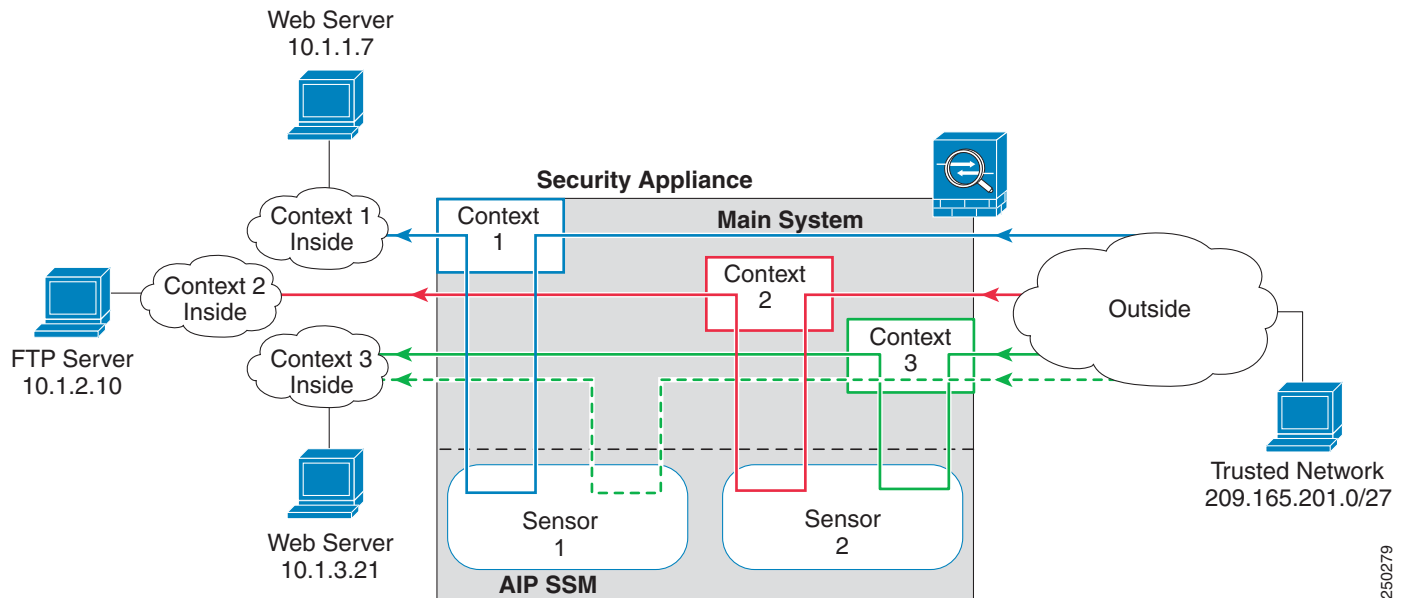 Web Server
10.1.1.7
Security Appliance
Main System
Context
1
Context 1
Inside
Context
2
Context 2
Inside
Outside
Context
3
FTP Server
10.1.2.10
Context 3
Inside
Trusted Network
209.165.201.0/27
Sensor
1
Sensor
2
Web Server
10.1.3.21
AIP SSM
250279